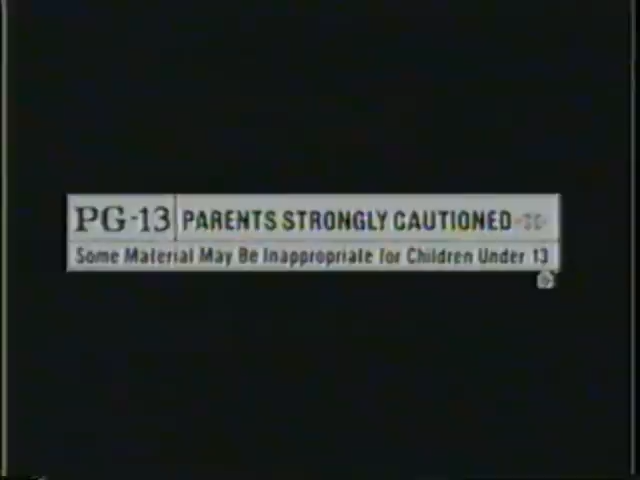 PG-13 PARENTS STRONGLY CAUTIONED
Some Material May Be Inappropriate for Children Under 13